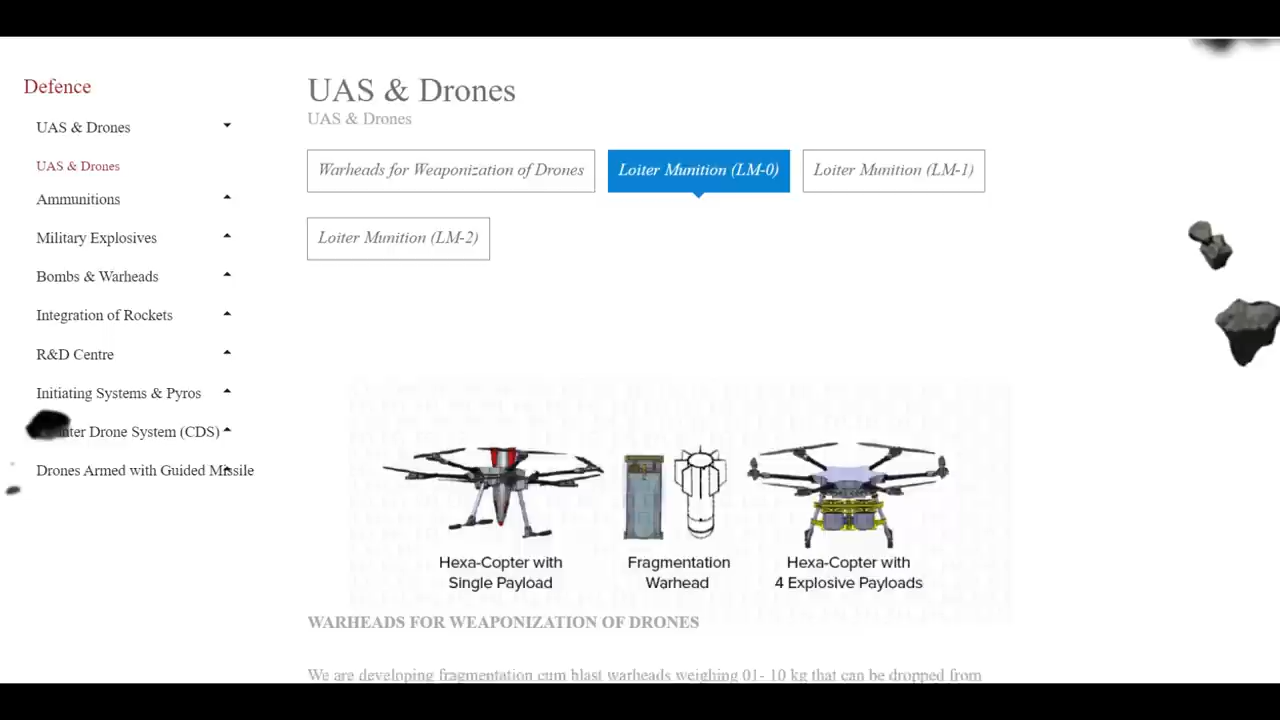 Defence
UAS & Drones
UAS & Drones
Ammunitions
Military Explosives
Bombs & Warheads
Integration of Rockets
R&D Centre
Initiating Systems & Pyros
Drone System (CDS)
Drones Armed with Guided Missile
UAS & Drones
UAS & Drones
Warheads for Weaponization of Drones
Loiter Munition (LM-0)
Loiter Munition (LM-1)
Loiter Munition (LM-2)
Hexa-Copter with
Single Payload
Fragmentation
Warhead
Hexa-Copter with
4 Explosive Payloads
WARHEADS FOR WEAPONIZATION OF DRONES
We are developing fragmentation cum blast warheads weighing 01- 10 kg that can be dropped from